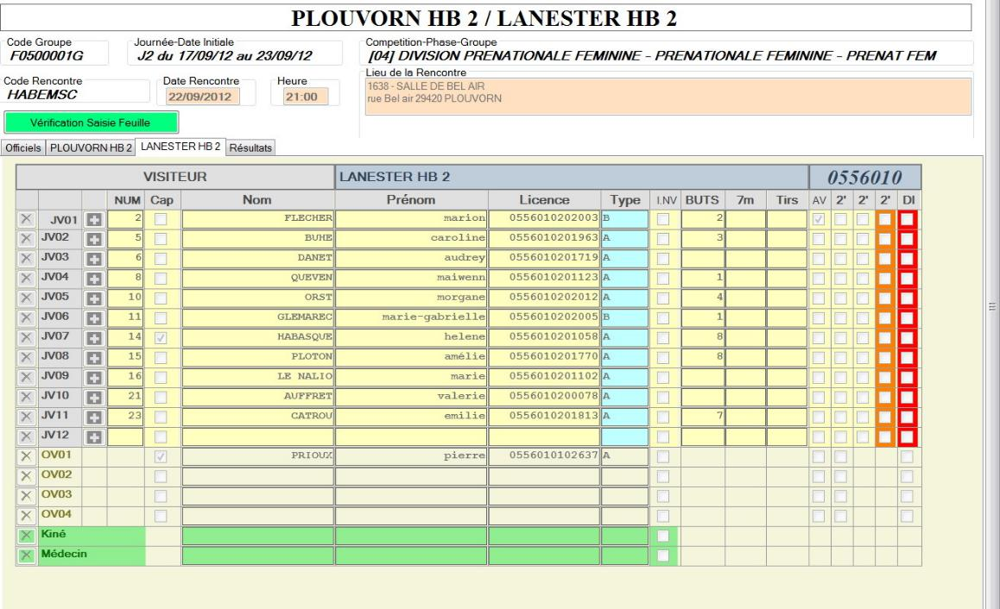 PLOUVORN HB 2 / LANESTER HB 2
Code Groupe Journée-Date Initiale Competition-Phase-Groupe
F0500001G J2 du 17/09/12 au 23/09/12 [04] DIVISION PRENATIONALE FEMININE - PRENATIONALE FEMININE - PRENAT FEM
Code Rencontre Date Rencontre Heure Lieu de la Rencontre
HABEMSC 22/09/2012 21:00 1638 - SALLE DE BEL AIR
rue Bel air 29420 PLOUVORN
Vérification Saisie Feuille
Officiels PLOUVORN HB 2 LANESTER HB 2 Résultats
VISITEUR LANESTER HB 2 0556010
NUM Cap Nom Prénom Licence Type I.NV BUTS 7m Tirs AV 2' 2' 2' DI
JV01 2 FLECHER marion 0556010202003 B 2
JV02 5 BUHE caroline 0556010201963 A 3
JV03 6 DANET audrey 0556010201719 A
JV04 8 QUEVEN maiwenn 0556010201123 A 1
JV05 10 ORST morgane 0556010202012 A 4
JV06 11 GLEMAREC marie-gabrielle 0556010202005 B 1
JV07 14 HABASQUE helene 0556010201058 A 8
JV08 15 PLOTON amélie 0556010201770 A 8
JV09 16 LE NALIO marie 0556010201102 A
JV10 21 AUFFRET valerie 0556010200078 A
JV11 23 CATROU emilie 0556010201813 A 7
JV12
OV01 PRIOUX pierre 0556010102637 A
OV02
OV03
OV04
Kiné
Médecin